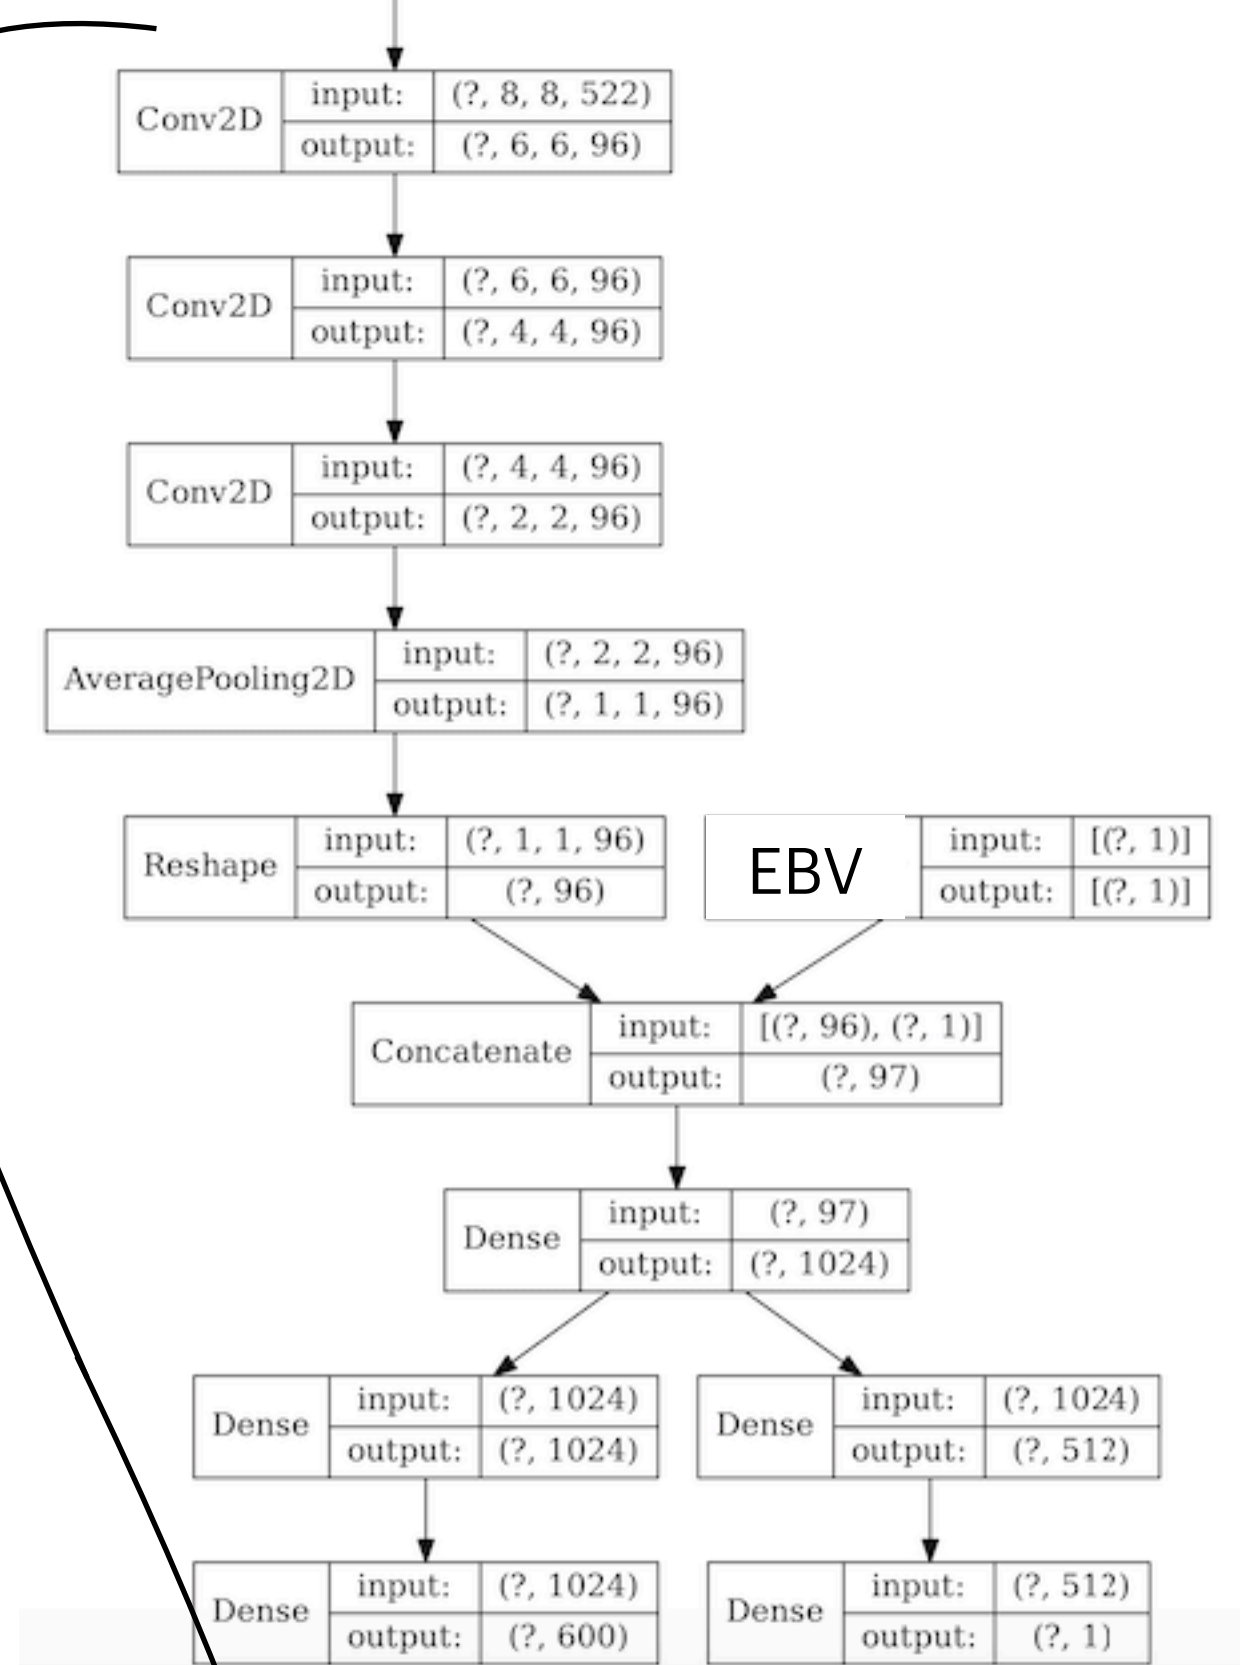 Conv2D
input: (?, 8, 8, 522)
output: (?, 6, 6, 96)
Conv2D
input: (?, 6, 6, 96)
output: (?, 4, 4, 96)
Conv2D
input: (?, 4, 4, 96)
output: (?, 2, 2, 96)
AveragePooling2D
input: (?, 2, 2, 96)
output: (?, 1, 1, 96)
Reshape
input: (?, 1, 1, 96)
output: (?, 96)
EBV
input: [(?, 1)]
output: [(?, 1)]
Concatenate
input: [(?, 96), (?, 1)]
output: (?, 97)
Dense
input: (?, 97)
output: (?, 1024)
Dense
input: (?, 1024)
output: (?, 1024)
Dense
input: (?, 1024)
output: (?, 512)
Dense
input: (?, 1024)
output: (?, 600)
Dense
input: (?, 512)
output: (?, 1)